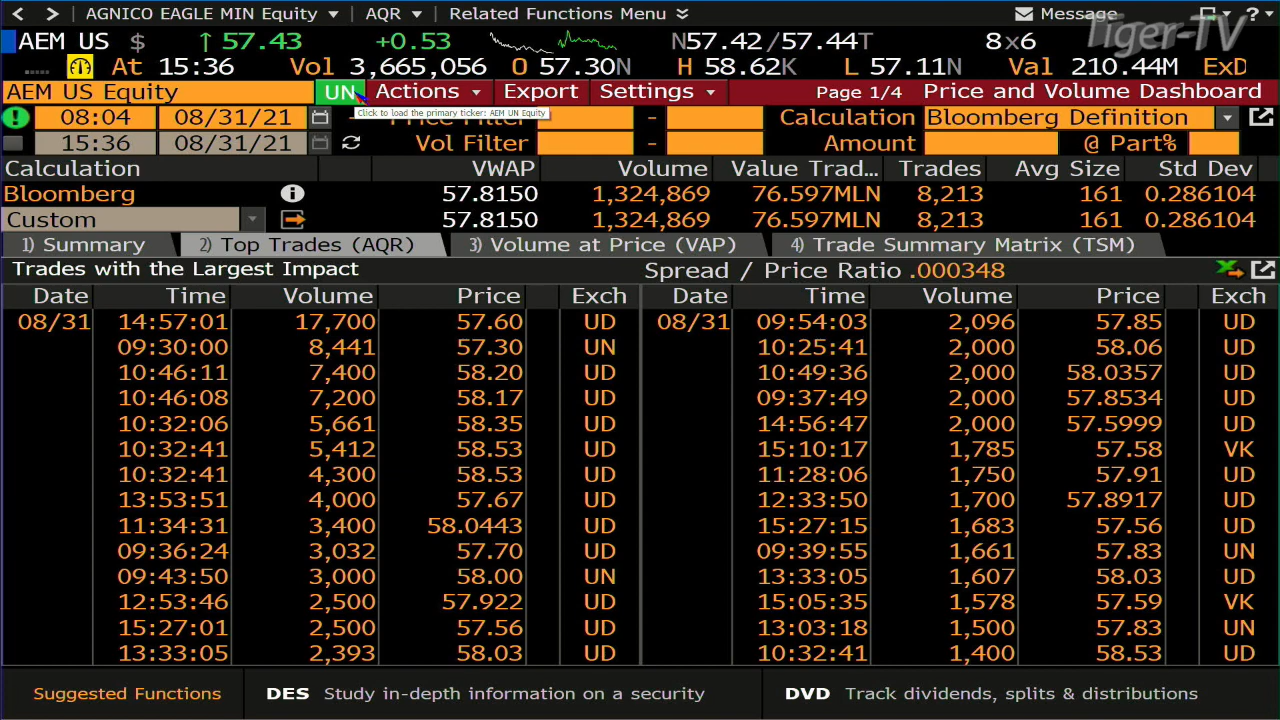 < > AGNICO EAGLE MIN Equity AQR Related Functions Menu Message ?
Tiger-TV
AEM US $ ↑ 57.43 +0.53 N57.42/57.44T 8x6
At 15:36 Vol 3,665,056 O 57.30N H 58.62K L 57.11N Val 210.44M ExD
AEM US Equity UN Actions Export Settings Page 1/4 Price and Volume Dashboard
Click to load the primary ticker: AEM UN Equity
08:04 08/31/21 Price Filter - Calculation Bloomberg Definition
15:36 08/31/21 Vol Filter - Amount @ Part%
Calculation VWAP Volume Value Trad... Trades Avg Size Std Dev
Bloomberg 57.8150 1,324,869 76.597MLN 8,213 161 0.286104
Custom 57.8150 1,324,869 76.597MLN 8,213 161 0.286104
1) Summary 2) Top Trades (AQR) 3) Volume at Price (VAP) 4) Trade Summary Matrix (TSM)
Trades with the Largest Impact Spread / Price Ratio .000348
Date Time Volume Price Exch Date Time Volume Price Exch
08/31 14:57:01 17,700 57.60 UD 08/31 09:54:03 2,096 57.85 UD
09:30:00 8,441 57.30 UN 10:25:41 2,000 58.06 UD
10:46:11 7,400 58.20 UD 10:49:36 2,000 58.0357 UD
10:46:08 7,200 58.17 UD 09:37:49 2,000 57.8534 UD
10:32:06 5,661 58.35 UD 14:56:47 2,000 57.5999 UD
10:32:41 5,412 58.53 UD 15:10:17 1,785 57.58 VK
10:32:41 4,300 58.53 UD 11:28:06 1,750 57.91 UD
13:53:51 4,000 57.67 UD 12:33:50 1,700 57.8917 UD
11:34:31 3,400 58.0443 UD 15:27:15 1,683 57.56 UD
09:36:24 3,032 57.70 UD 09:39:55 1,661 57.83 UN
09:43:50 3,000 58.00 UN 13:33:05 1,607 58.03 UD
12:53:46 2,500 57.922 UD 15:05:35 1,578 57.59 VK
15:27:01 2,500 57.56 UD 13:03:18 1,500 57.83 UN
13:33:05 2,393 58.03 UD 10:32:41 1,400 58.53 UD
Suggested Functions DES Study in-depth information on a security DVD Track dividends, splits & distributions